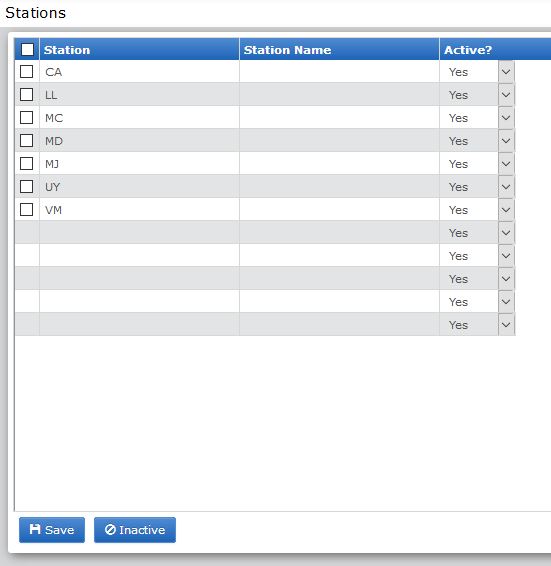 Stations
Station Station Name Active?
CA Yes
LL Yes
MC Yes
MD Yes
MJ Yes
UY Yes
VM Yes
Yes
Yes
Yes
Yes
Yes
Save Inactive